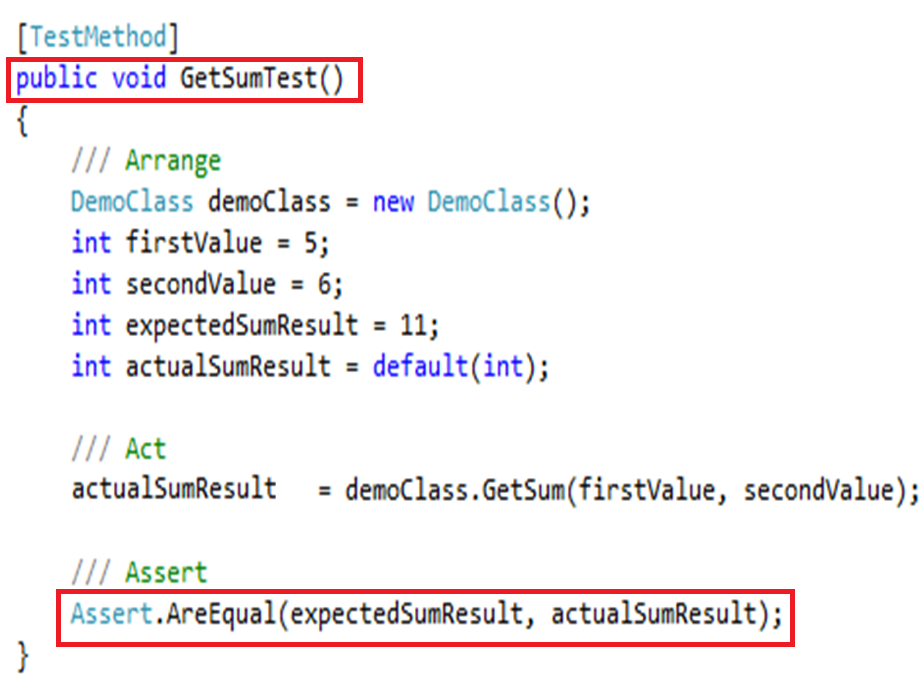 [TestMethod]
public void GetSumTest()
{
    /// Arrange
    DemoClass demoClass = new DemoClass();
    int firstValue = 5;
    int secondValue = 6;
    int expectedSumResult = 11;
    int actualSumResult = default(int);

    /// Act
    actualSumResult   = demoClass.GetSum(firstValue, secondValue);

    /// Assert
    Assert.AreEqual(expectedSumResult, actualSumResult);
}